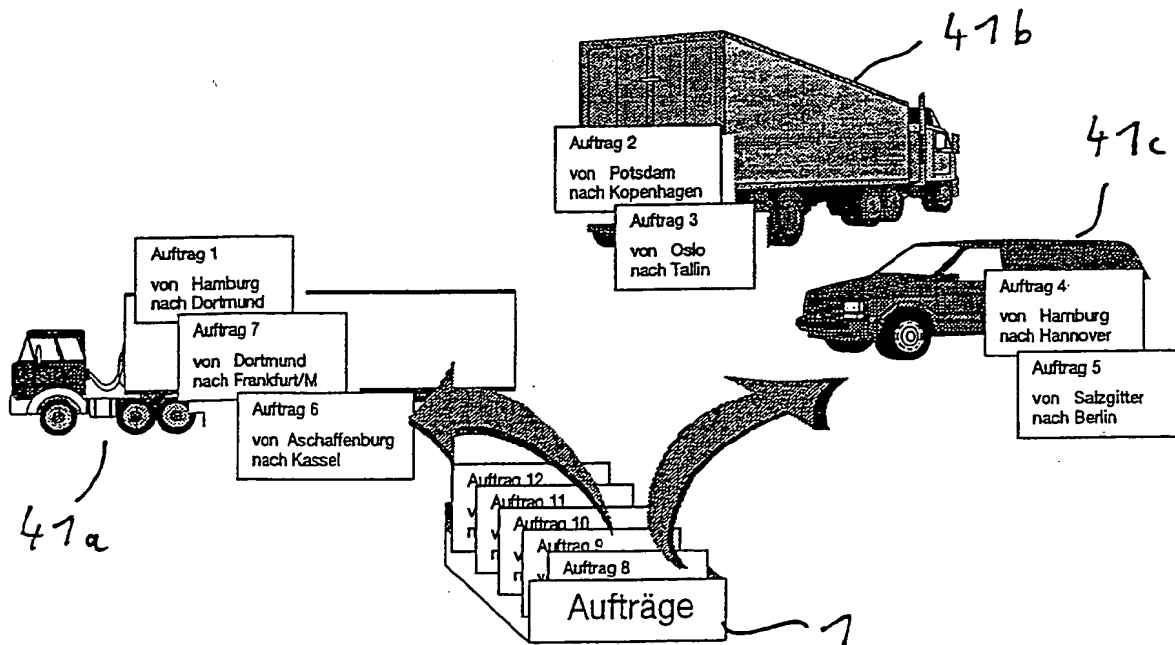 41b
41c
Auftrag 2
von Potsdam
nach Kopenhagen
Auftrag 3
von Oslo
nach Tallin
Auftrag 1
von Hamburg
nach Dortmund
Auftrag 7
von Dortmund
nach Frankfurt/M
Auftrag 6
von Aschaffenburg
nach Kassel
Auftrag 4
von Hamburg
nach Hannover
Auftrag 5
von Salzgitter
nach Berlin
41a
Auftrag 12
Auftrag 11
Auftrag 10
Auftrag 9
Auftrag 8
Aufträge
1